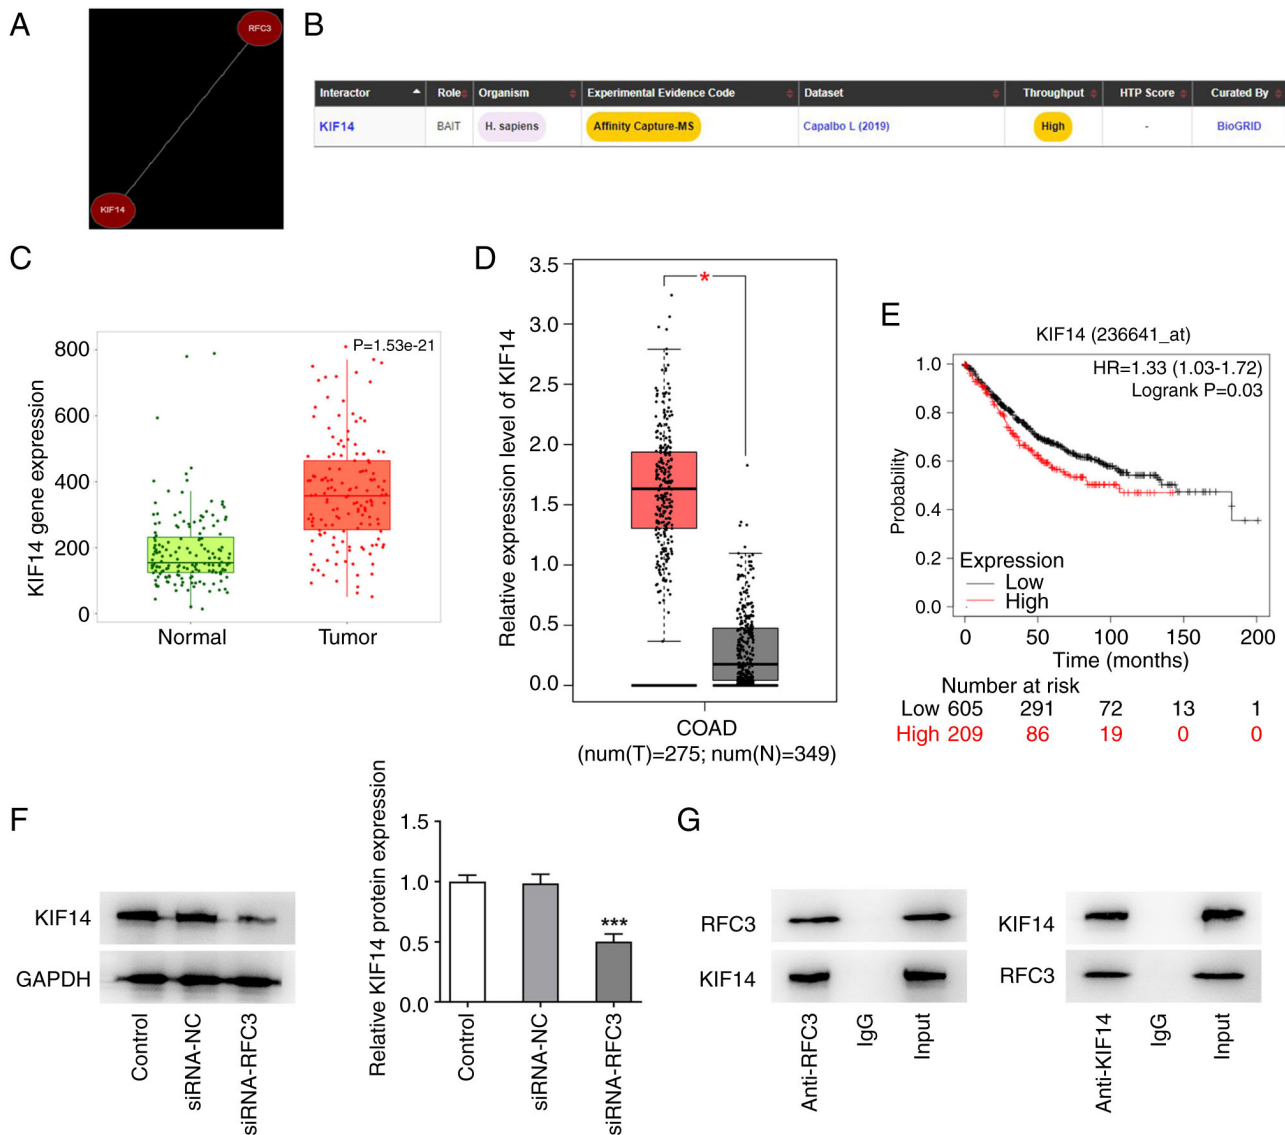 A
RFC3
KIF14
B
Interactor Role Organism Experimental Evidence Code Dataset Throughput HTP Score Curated By
KIF14 BAIT H. sapiens Affinity Capture-MS Capalbo L (2019) High - BioGRID
C
KIF14 gene expression
800
600
400
200
0
P=1.53e-21
Normal Tumor
D
Relative expression level of KIF14
3.5
3.0
2.5
2.0
1.5
1.0
0.5
0.0
*
COAD
(num(T)=275; num(N)=349)
E
KIF14 (236641_at)
HR=1.33 (1.03-1.72)
Logrank P=0.03
Probability
1.0
0.8
0.6
0.4
0.2
0.0
Expression
Low
High
0 50 100 150 200
Time (months)
Number at risk
Low 605 291 72 13 1
High 209 86 19 0 0
F
KIF14
GAPDH
Control
siRNA-NC
siRNA-RFC3
Relative KIF14 protein expression
1.5
1.0
0.5
0.0
***
Control
siRNA-NC
siRNA-RFC3
G
RFC3
KIF14
Anti-RFC3
IgG
Input
KIF14
RFC3
Anti-KIF14
IgG
Input